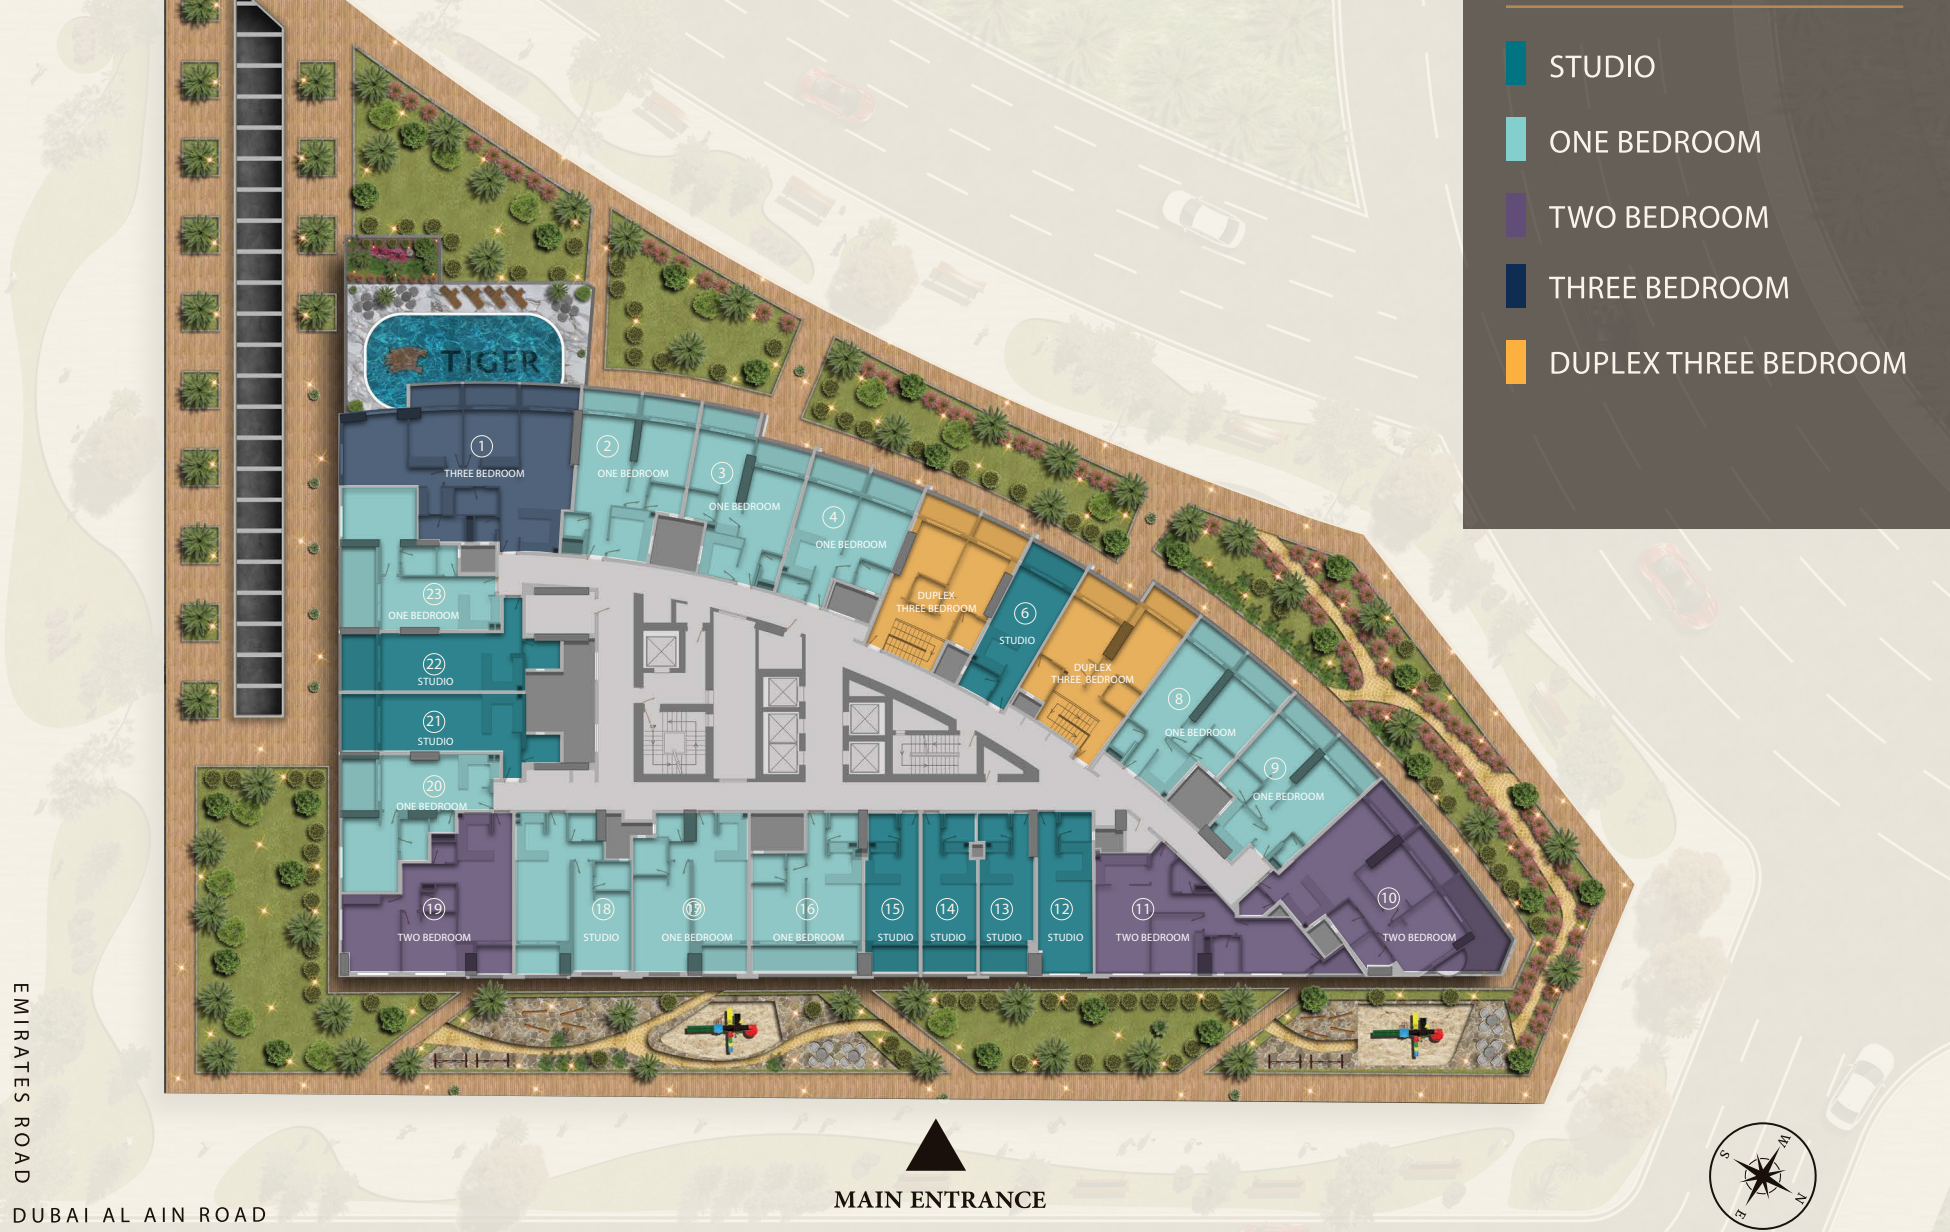 STUDIO
ONE BEDROOM
TWO BEDROOM
THREE BEDROOM
DUPLEX THREE BEDROOM
TIGER
1
THREE BEDROOM
2
ONE BEDROOM
3
ONE BEDROOM
4
ONE BEDROOM
DUPLEX
THREE BEDROOM
6
STUDIO
DUPLEX
THREE BEDROOM
8
ONE BEDROOM
9
ONE BEDROOM
10
TWO BEDROOM
11
TWO BEDROOM
12
STUDIO
13
STUDIO
14
STUDIO
15
STUDIO
16
ONE BEDROOM
17
ONE BEDROOM
18
STUDIO
19
TWO BEDROOM
20
ONE BEDROOM
21
STUDIO
22
STUDIO
23
ONE BEDROOM
EMIRATES ROAD
DUBAI AL AIN ROAD
MAIN ENTRANCE
W
S
N
E